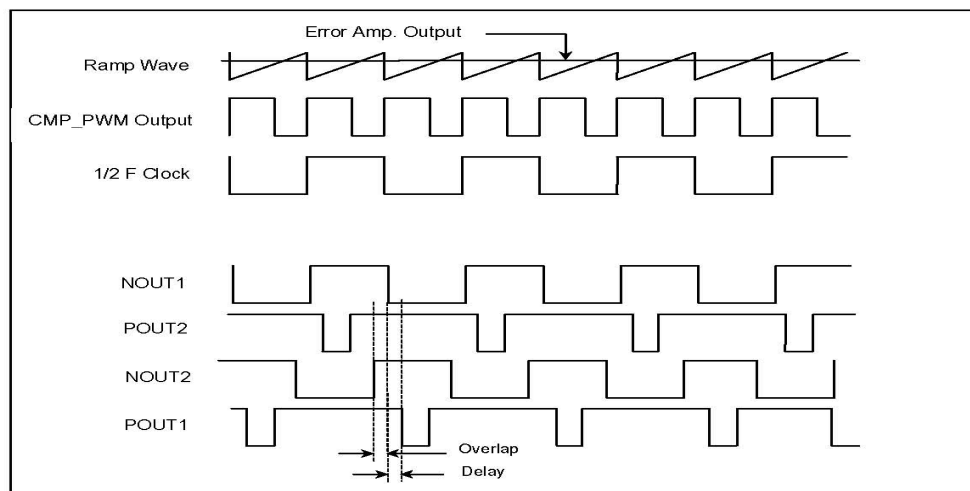 Error Amp. Output
Ramp Wave
CMP_PWM Output
1/2 F Clock
NOUT1
POUT2
NOUT2
POUT1
Overlap
Delay